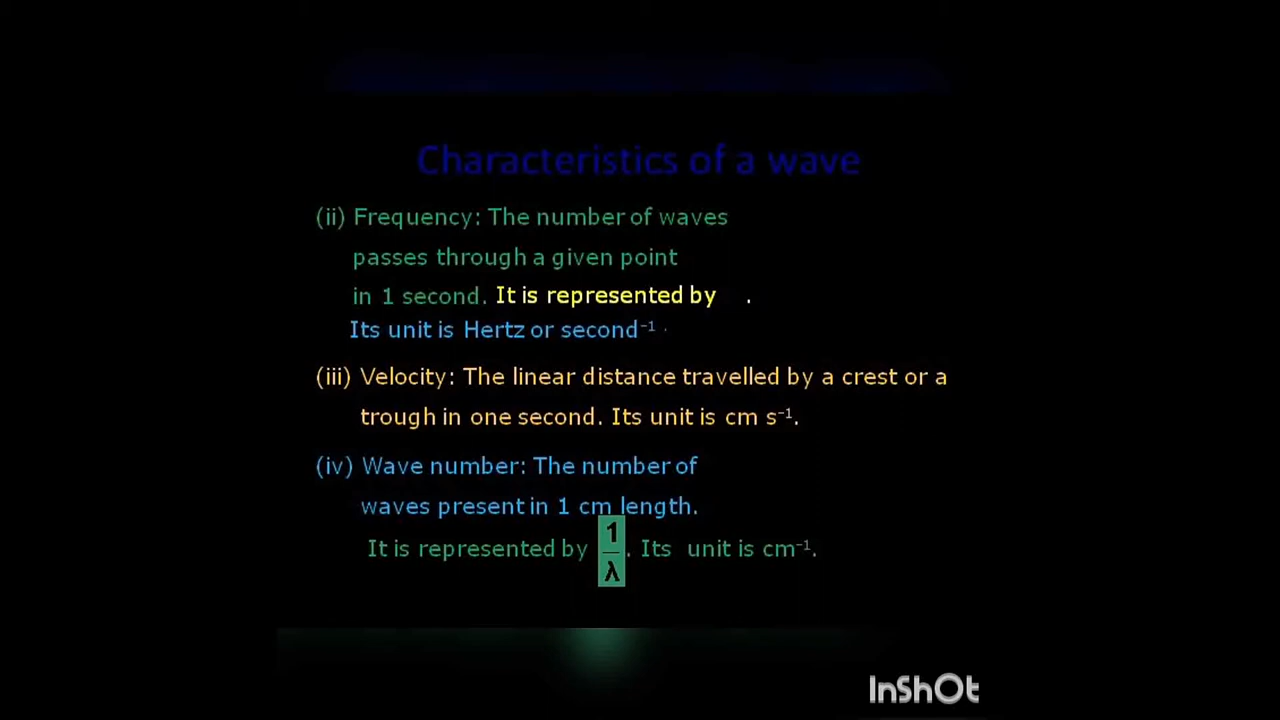 Characteristics of a wave
(ii) Frequency: The number of waves
passes through a given point
in 1 second. It is represented by .
Its unit is Hertz or second⁻¹ .
(iii) Velocity: The linear distance travelled by a crest or a
trough in one second. Its unit is cm s⁻¹.
(iv) Wave number: The number of
waves present in 1 cm length.
It is represented by 1/λ. Its unit is cm⁻¹.
InShOt